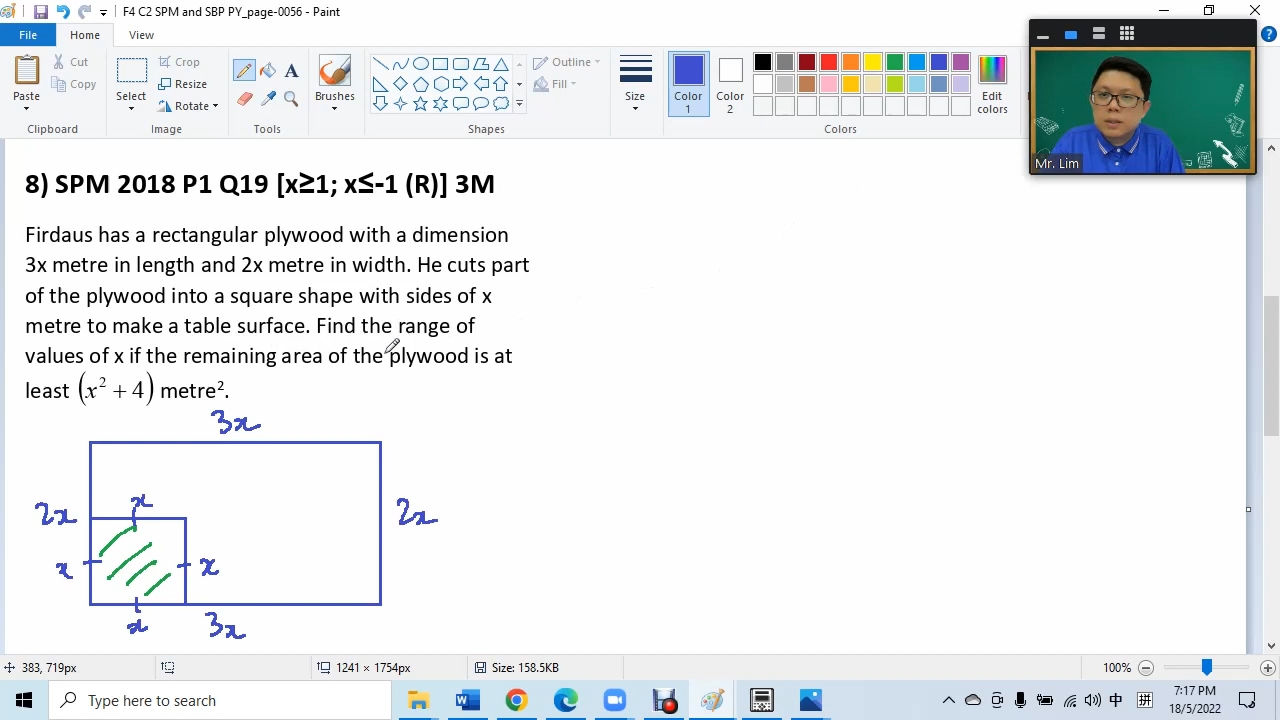 F4 C2 SPM and SBP PY_page-0056 - Paint
File Home View
Paste Cut Copy Clipboard
Select Crop Resize Rotate Image
Tools
Brushes
Outline Fill Shapes
Size
Color 1 Color 2
Edit colors
Colors
Mr. Lim
8) SPM 2018 P1 Q19 [x≥1; x≤-1 (R)] 3M
Firdaus has a rectangular plywood with a dimension
3x metre in length and 2x metre in width. He cuts part
of the plywood into a square shape with sides of x
metre to make a table surface. Find the range of
values of x if the remaining area of the plywood is at
least (x² + 4) metre².
3x
2x
x
2x
x
x
x
3x
383, 719px
1241 × 1754px
Size: 158.5KB
100%
Type here to search
中 拼
7:17 PM
18/5/2022